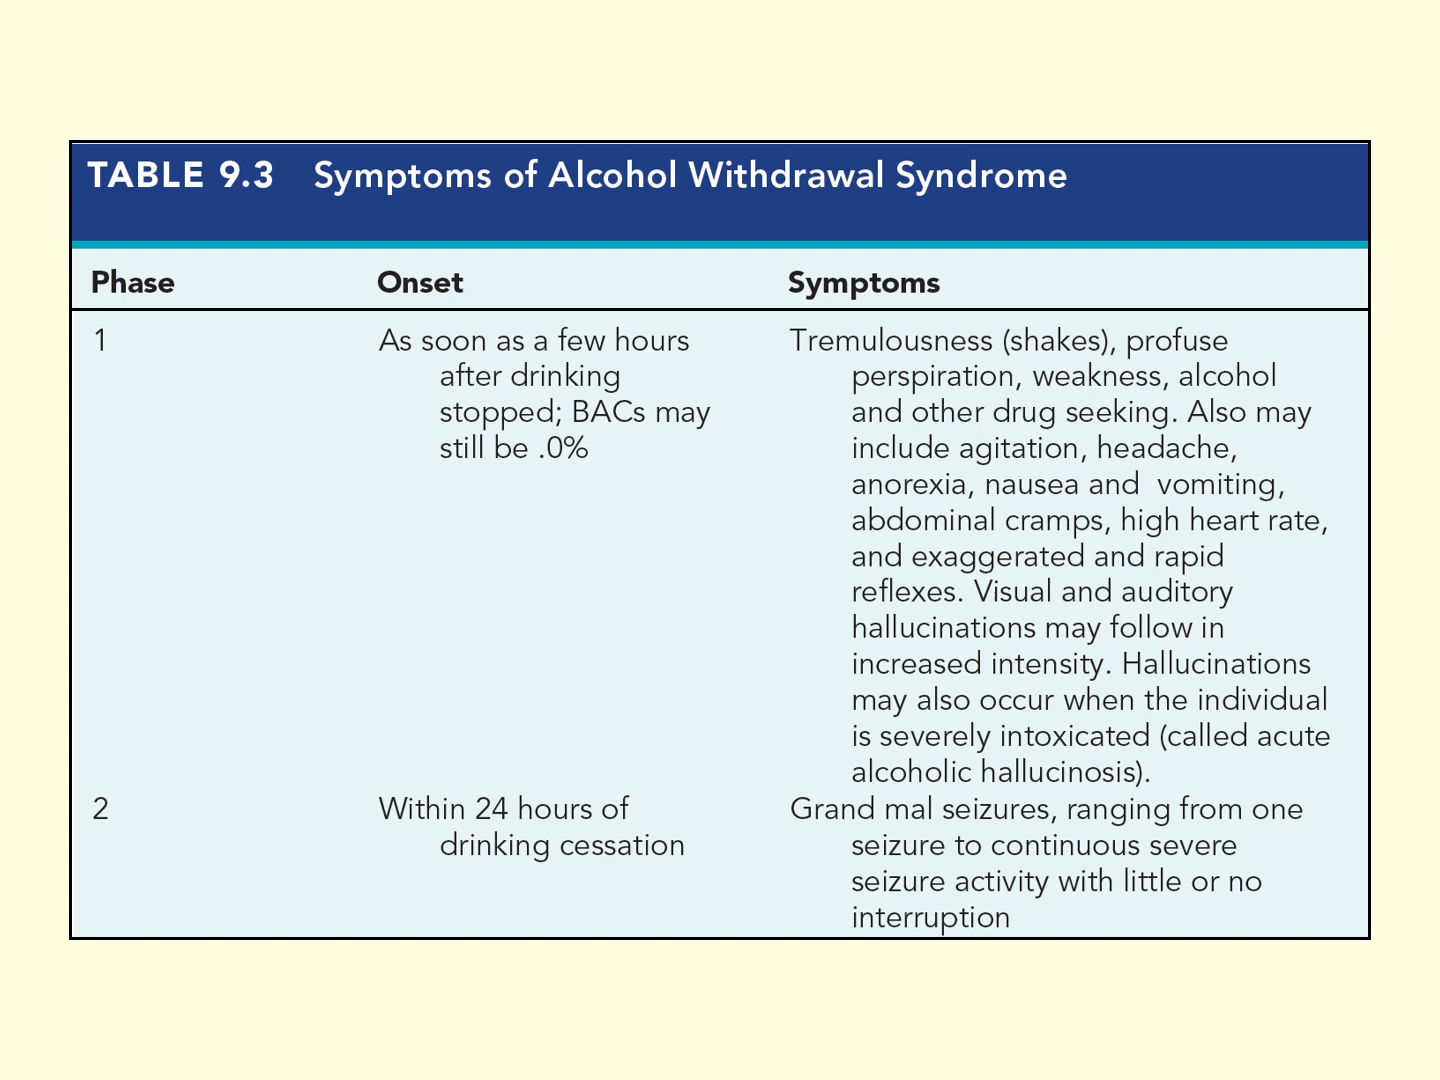 TABLE 9.3 Symptoms of Alcohol Withdrawal Syndrome
Phase Onset Symptoms
1 As soon as a few hours Tremulousness (shakes), profuse
after drinking perspiration, weakness, alcohol
stopped; BACs may and other drug seeking. Also may
still be .0% include agitation, headache,
anorexia, nausea and vomiting,
abdominal cramps, high heart rate,
and exaggerated and rapid
reflexes. Visual and auditory
hallucinations may follow in
increased intensity. Hallucinations
may also occur when the individual
is severely intoxicated (called acute
alcoholic hallucinosis).
2 Within 24 hours of Grand mal seizures, ranging from one
drinking cessation seizure to continuous severe
seizure activity with little or no
interruption